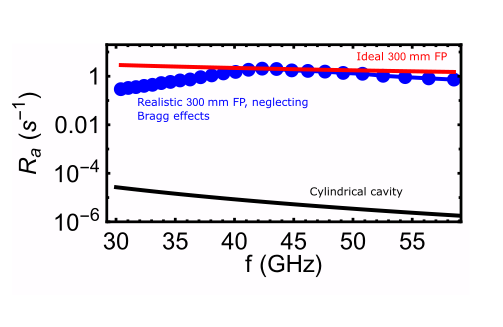 Ideal 300 mm FP
1
Realistic 300 mm FP, neglecting
Bragg effects
0.01
R_a (s^{-1})
10^{-4}
Cylindrical cavity
10^{-6}
30 35 40 45 50 55
f (GHz)